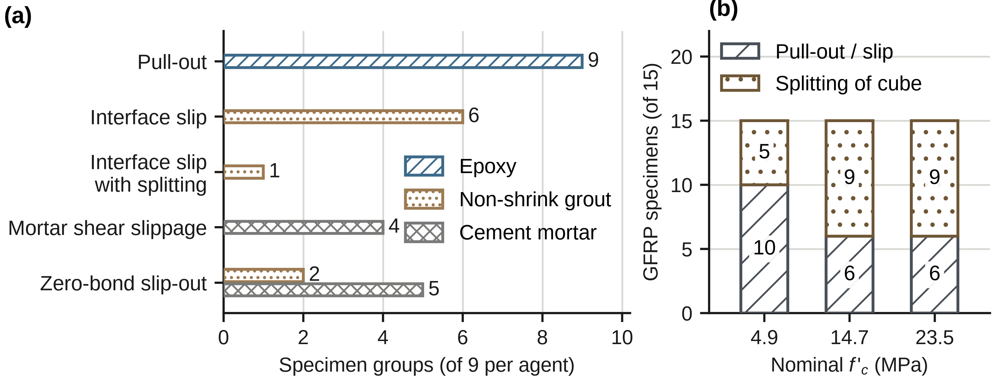 (a)
Pull-out
9
Interface slip
6
Interface slip
with splitting
1
Mortar shear slippage
4
Zero-bond slip-out
2
5
Epoxy
Non-shrink grout
Cement mortar
0 2 4 6 8 10
Specimen groups (of 9 per agent)
(b)
GFRP specimens (of 15)
20
15
10
5
0
Pull-out / slip
Splitting of cube
5
10
9
6
9
6
4.9 14.7 23.5
Nominal f'c (MPa)